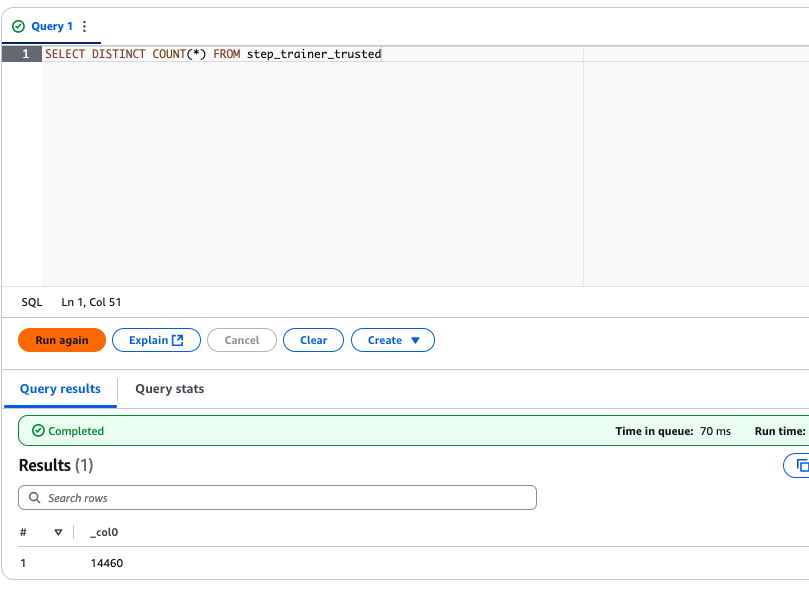 Query 1
1 SELECT DISTINCT COUNT(*) FROM step_trainer_trusted
SQL Ln 1, Col 51
Run again Explain Cancel Clear Create
Query results Query stats
Completed Time in queue: 70 ms Run time:
Results (1)
Search rows
# _col0
1 14460